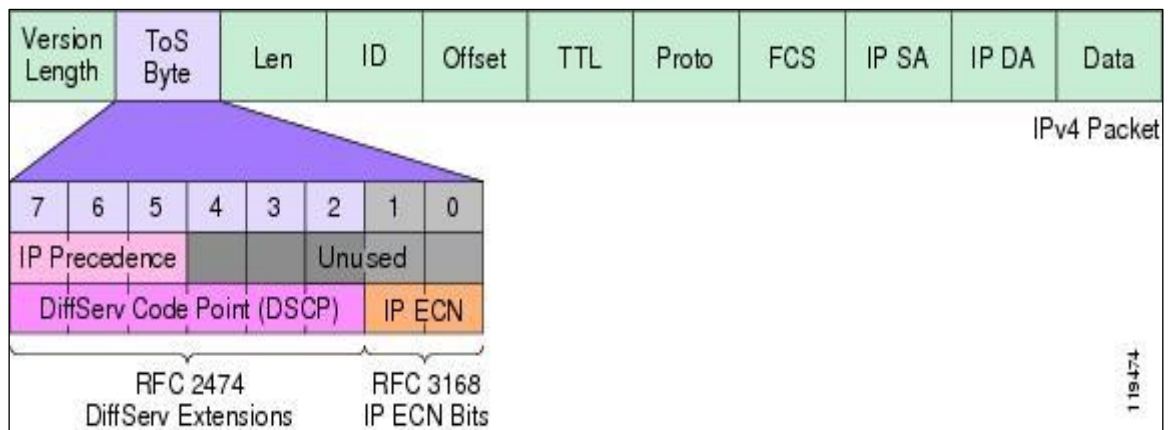 Version Length ToS Byte Len ID Offset TTL Proto FCS IP SA IP DA Data
IPv4 Packet
7 6 5 4 3 2 1 0
IP Precedence Unused
DiffServ Code Point (DSCP) IP ECN
RFC 2474 DiffServ Extensions
RFC 3168 IP ECN Bits
119474